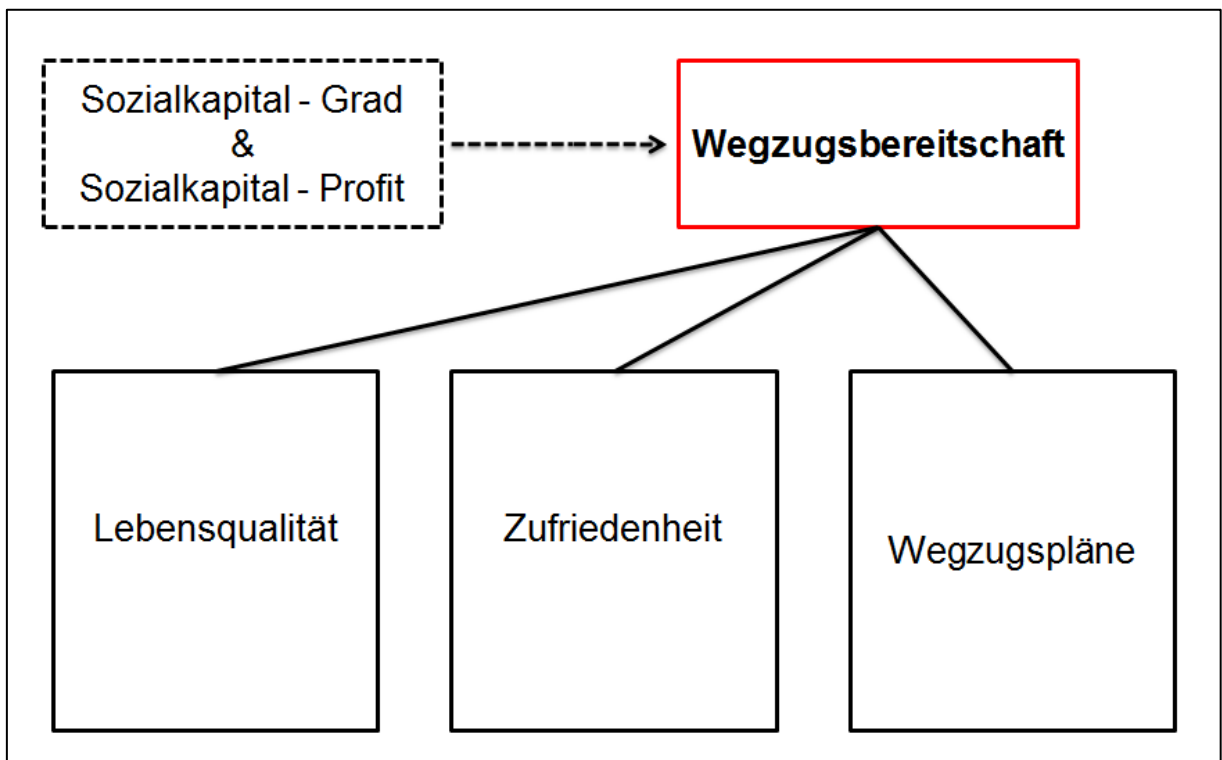 Sozialkapital - Grad
&
Sozialkapital - Profit
Wegzugsbereitschaft
Lebensqualität
Zufriedenheit
Wegzugspläne